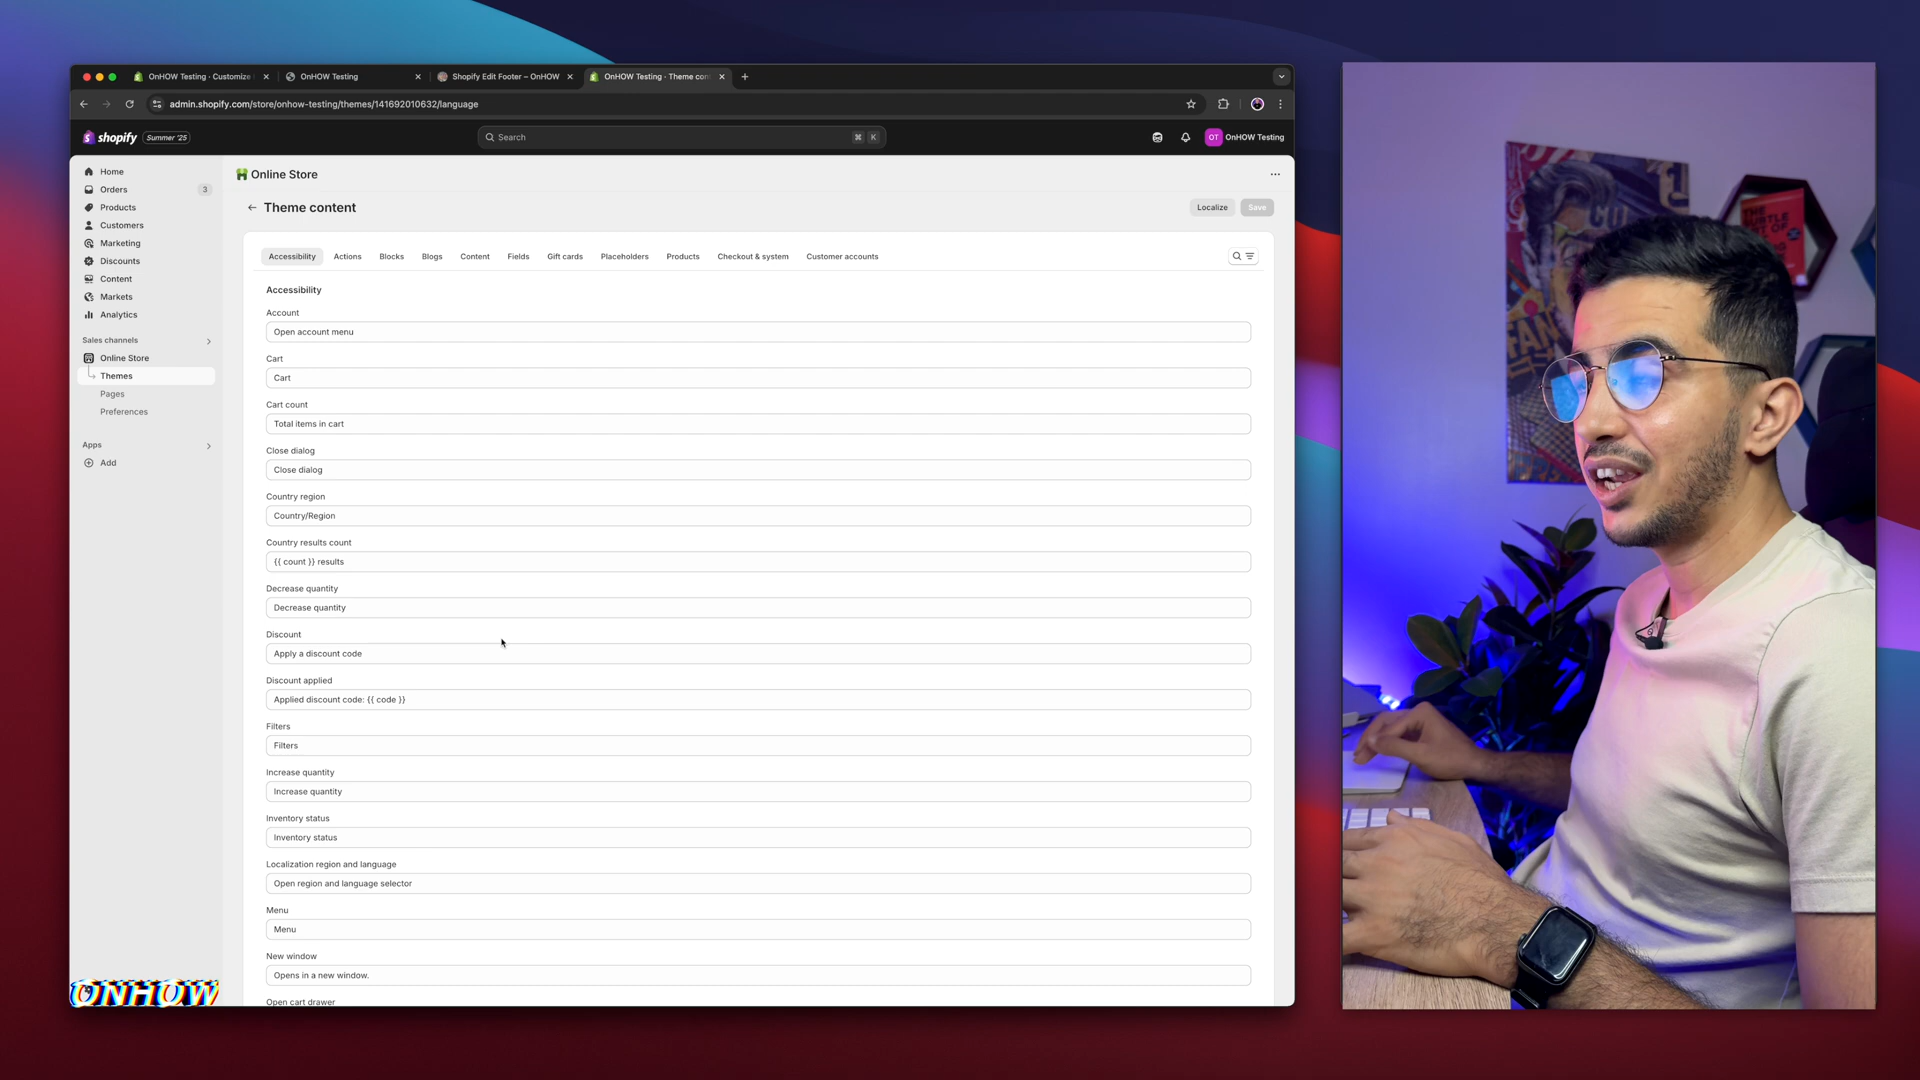 OnHOW Testing · Customize
OnHOW Testing
Shopify Edit Footer – OnHOW
OnHOW Testing · Theme con
admin.shopify.com/store/onhow-testing/themes/141692010632/language
shopify
Summer '25
Search
⌘ K
OT
OnHOW Testing
Home
Orders
3
Products
Customers
Marketing
Discounts
Content
Markets
Analytics
Sales channels
Online Store
Themes
Pages
Preferences
Apps
Add
Online Store
Theme content
Localize
Save
Accessibility
Actions
Blocks
Blogs
Content
Fields
Gift cards
Placeholders
Products
Checkout & system
Customer accounts
Accessibility
Account
Open account menu
Cart
Cart
Cart count
Total items in cart
Close dialog
Close dialog
Country region
Country/Region
Country results count
{{ count }} results
Decrease quantity
Decrease quantity
Discount
Apply a discount code
Discount applied
Applied discount code: {{ code }}
Filters
Filters
Increase quantity
Increase quantity
Inventory status
Inventory status
Localization region and language
Open region and language selector
Menu
Menu
New window
Opens in a new window.
Open cart drawer
ONHOW